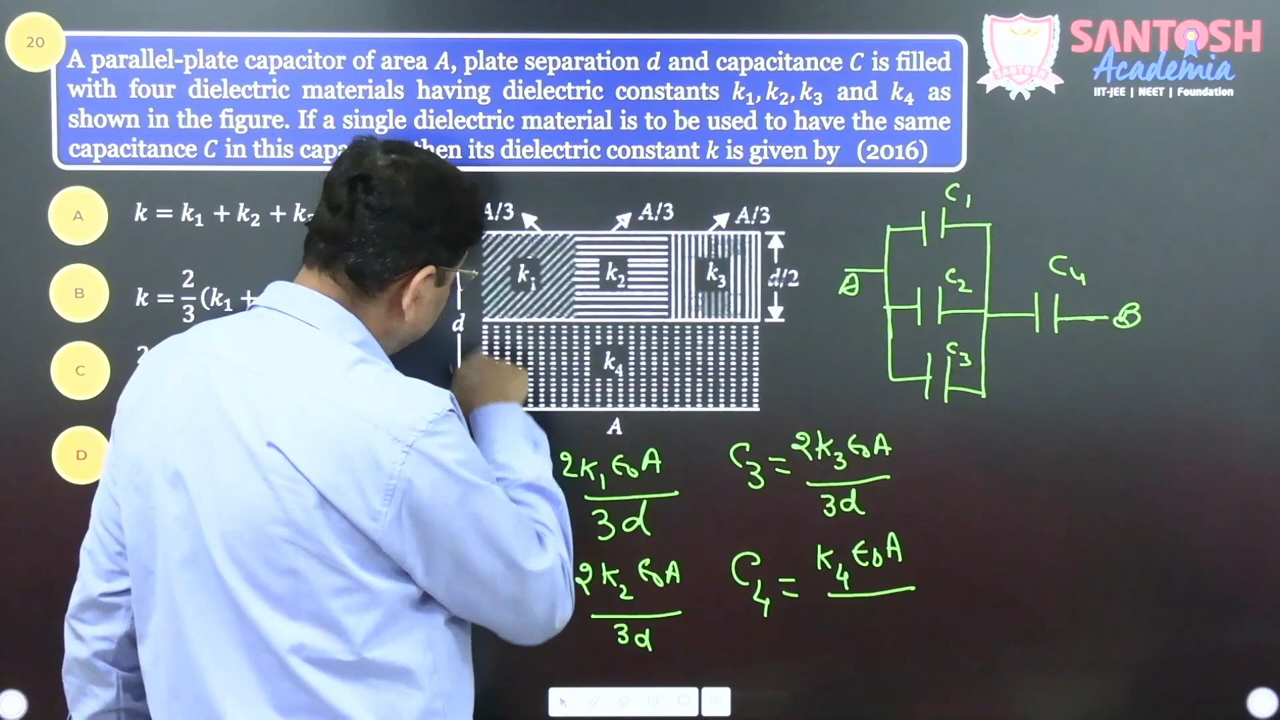 20
A parallel-plate capacitor of area A, plate separation d and capacitance C is filled
with four dielectric materials having dielectric constants k₁, k₂, k₃ and k₄ as
shown in the figure. If a single dielectric material is to be used to have the same
capacitance C in this then its dielectric constant k is given by (2016)
SANTOSH
Academia
IIT-JEE | NEET | Foundation
SANTOSH
A k = k₁ + k₂ +
B k = 2/3 (k₁ +
C
D
A/3 A/3 A/3
k₁ k₂ k₃ d/2
d
k₄
A
C₁
A C₂ C₄ B
C₃
2k₁ε₀A/3d C₃ = 2k₃ε₀A/3d
2k₂ε₀A/3d C₄ = k₄ε₀A